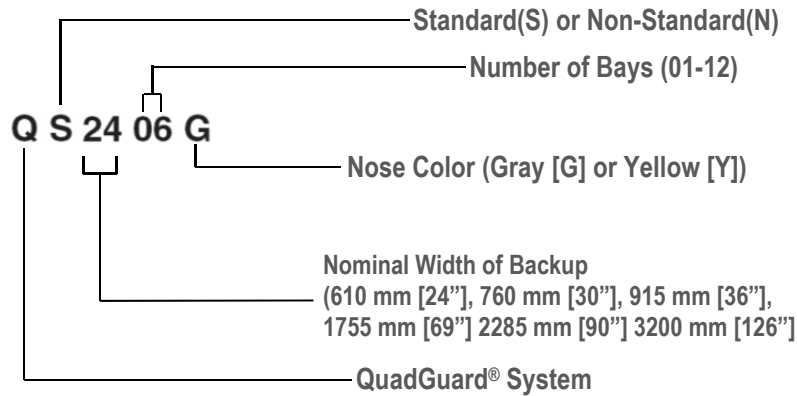 Standard(S) or Non-Standard(N)
Number of Bays (01-12)
Q S 24 06 G
Nose Color (Gray [G] or Yellow [Y])
Nominal Width of Backup
(610 mm [24”], 760 mm [30”], 915 mm [36”],
1755 mm [69”] 2285 mm [90”] 3200 mm [126”]
QuadGuard® System